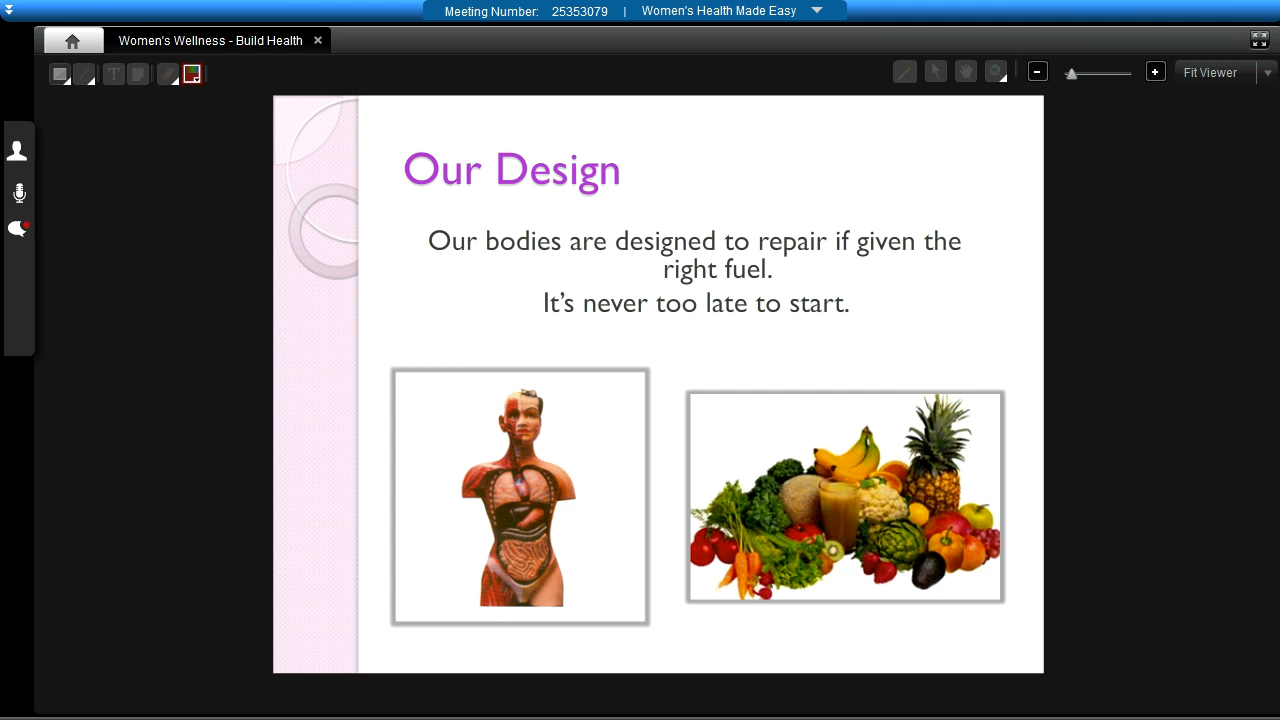 Meeting Number: 25353079 | Women's Health Made Easy
Women's Wellness - Build Health
T
Fit Viewer
Our Design
Our bodies are designed to repair if given the
right fuel.
It’s never too late to start.